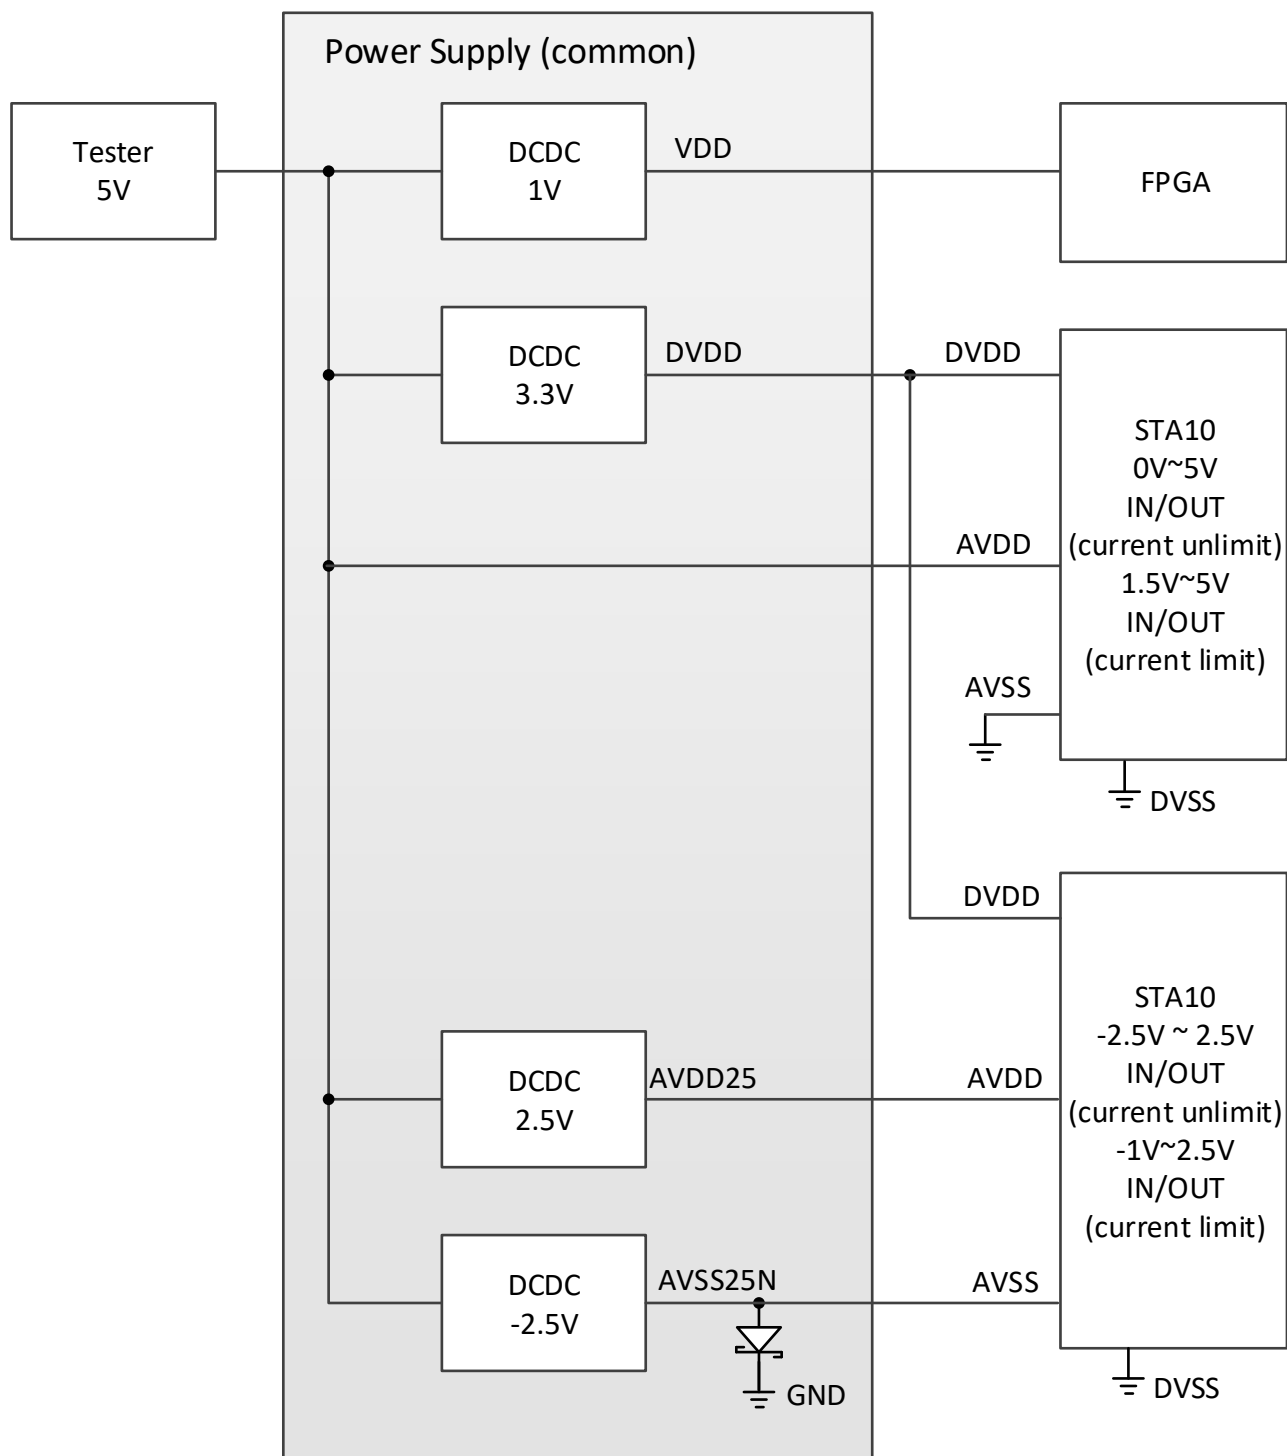 Power Supply (common)
Tester
5V
DCDC
1V
VDD
FPGA
DCDC
3.3V
DVDD
DVDD
STA10
0V~5V
IN/OUT
(current unlimit)
1.5V~5V
IN/OUT
(current limit)
AVDD
AVSS
DVSS
DVDD
STA10
-2.5V ~ 2.5V
IN/OUT
(current unlimit)
-1V~2.5V
IN/OUT
(current limit)
DCDC
2.5V
AVDD25
AVDD
DCDC
-2.5V
AVSS25N
AVSS
GND
DVSS